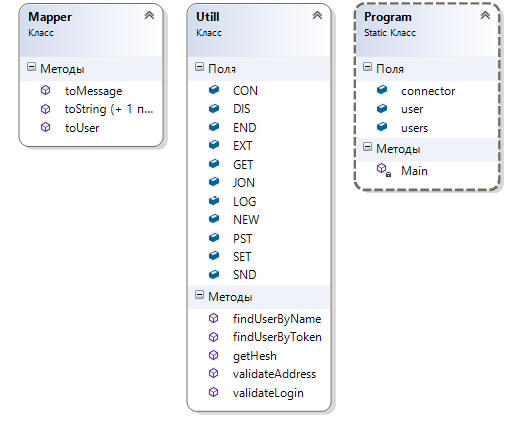 Mapper
Класс
Методы
toMessage
toString (+ 1 п...
toUser
Utill
Класс
Поля
CON
DIS
END
EXT
GET
JON
LOG
NEW
PST
SET
SND
Методы
findUserByName
findUserByToken
getHesh
validateAddress
validateLogin
Program
Static Класс
Поля
connector
user
users
Методы
Main